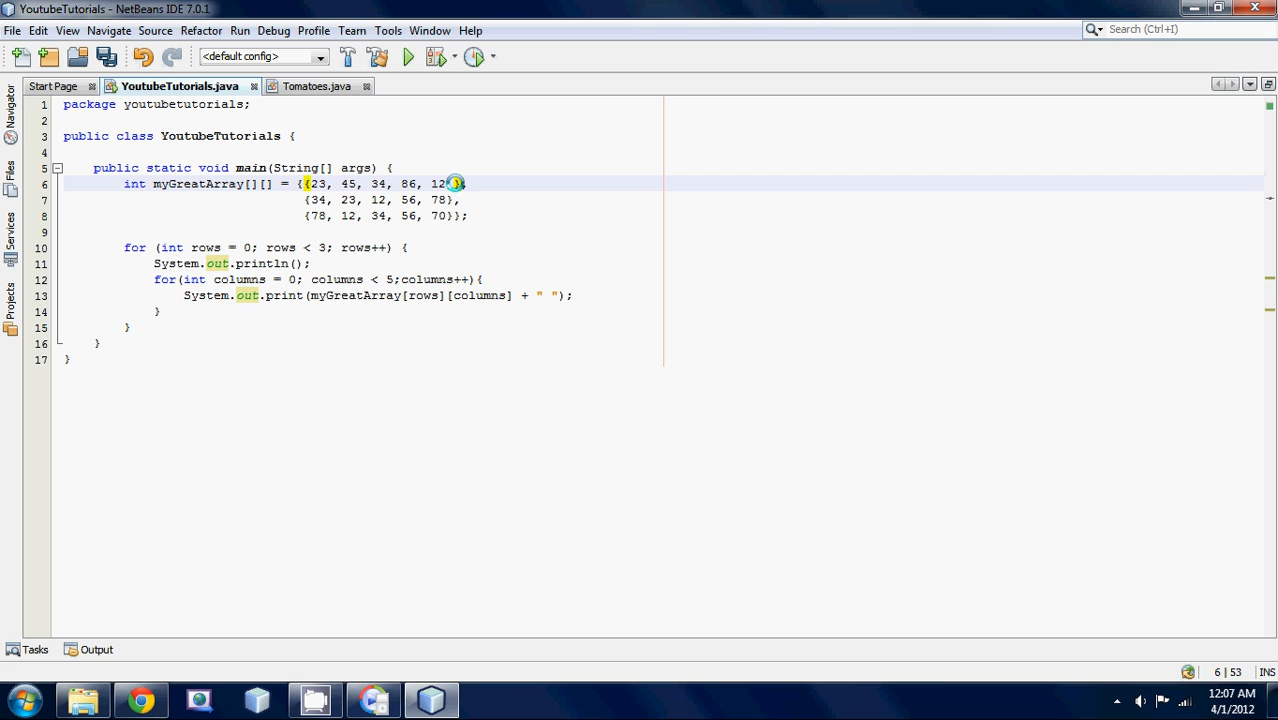 YoutubeTutorials - NetBeans IDE 7.0.1
File Edit View Navigate Source Refactor Run Debug Profile Team Tools Window Help
Search (Ctrl+I)
<default config>
Start Page YoutubeTutorials.java Tomatoes.java
Navigator
Files
Services
Projects
1 package youtubetutorials;
2
3 public class YoutubeTutorials {
4
5 public static void main(String[] args) {
6 int myGreatArray[][] = {{23, 45, 34, 86, 12 },
7 {34, 23, 12, 56, 78},
8 {78, 12, 34, 56, 70}};
9
10 for (int rows = 0; rows < 3; rows++) {
11 System.out.println();
12 for(int columns = 0; columns < 5;columns++){
13 System.out.print(myGreatArray[rows][columns] + " ");
14 }
15 }
16 }
17 }
Tasks Output
6 | 53 INS
12:07 AM
4/1/2012